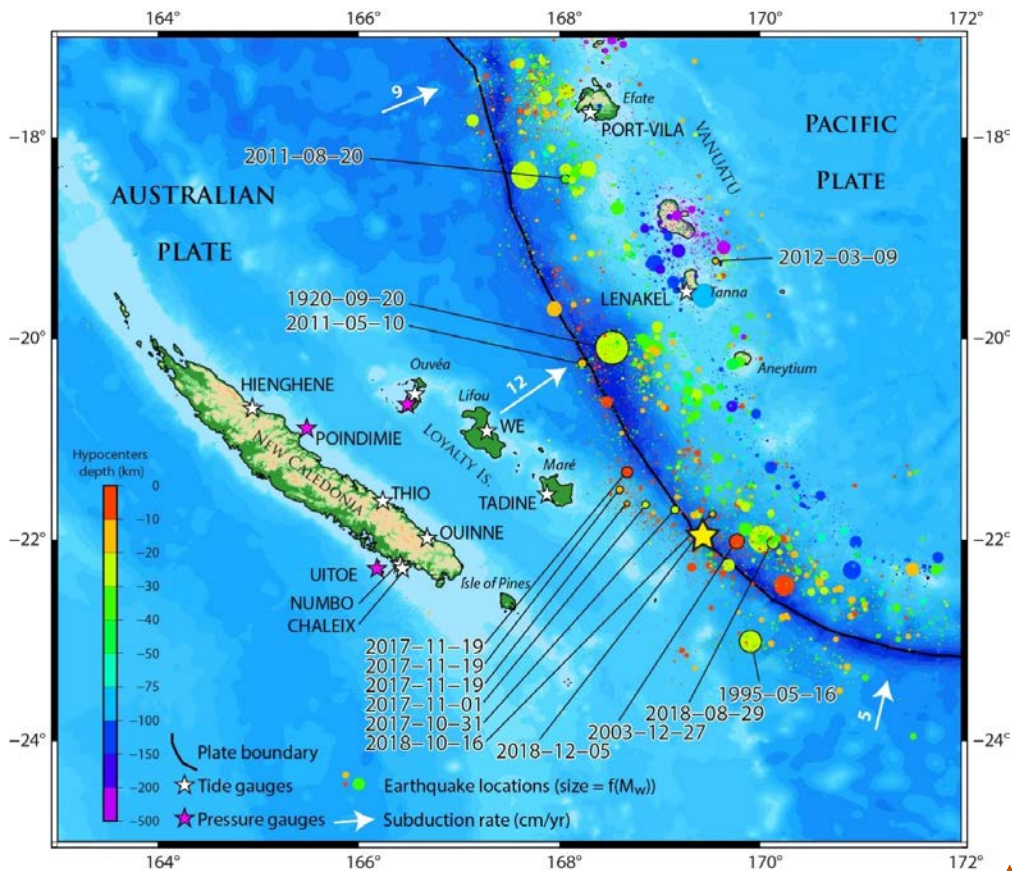 164°
166°
168°
170°
172°
−18°
−20°
−22°
−24°
9
Efate
PORT-VILA
PACIFIC
PLATE
VANUATU
2011−08−20
AUSTRALIAN
PLATE
2012−03−09
1920−09−20
2011−05−10
LENAKEL
Tanna
Aneytium
HIENGHENE
Ouvéa
Lifou
12
WE
POINDIMIE
LOYALTY IS.
Maré
TADINE
NEW CALEDONIA
THIO
OUINNE
UITOE
NUMBO
CHALEIX
Isle of Pines
Hypocenters
depth (km)
0
−10
−20
−30
−50
−75
−100
−150
−200
−500
2017−11−19
2017−11−19
2017−11−19
2017−11−01
2017−10−31
2018−10−16
2018−12−05
2003−12−27
2018−08−29
1995−05−16
5
Plate boundary
Tide gauges
Pressure gauges
Earthquake locations (size = f(Mw))
Subduction rate (cm/yr)
−18°
−20°
−22°
−24°
164°
166°
168°
170°
172°